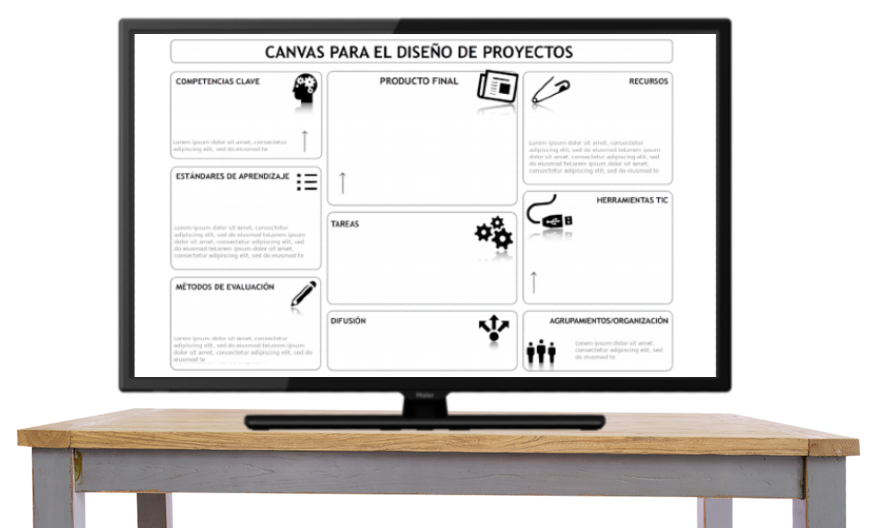 CANVAS PARA EL DISEÑO DE PROYECTOS
COMPETENCIAS CLAVE
Lorem ipsum dolor sit amet, consectetur
adipiscing elit, sed do eiusmod te
ESTÁNDARES DE APRENDIZAJE
Lorem ipsum dolor sit amet, consectetur
adipiscing elit, sed do eiusmod teLorem ipsum
dolor sit amet, consectetur adipiscing elit, sed
do eiusmod teLorem ipsum dolor sit amet,
consectetur adipiscing elit, sed do eiusmod te
MÉTODOS DE EVALUACIÓN
Lorem ipsum dolor sit amet, consectetur
adipiscing elit, sed do eiusmod teLorem ipsum
dolor sit amet, consectetur adipiscing elit, sed do
eiusmod te
PRODUCTO FINAL
TAREAS
DIFUSIÓN
RECURSOS
Lorem ipsum dolor sit amet, consectetur
adipiscing elit, sed do eiusmod teLorem ipsum
dolor sit amet, consectetur adipiscing elit, sed
do eiusmod teLorem ipsum dolor sit amet,
consectetur adipiscing elit, sed do eiusmod te
HERRAMIENTAS TIC
AGRUPAMIENTOS/ORGANIZACIÓN
Lorem ipsum dolor sit amet,
consectetur adipiscing elit, sed
do eiusmod te
Haier